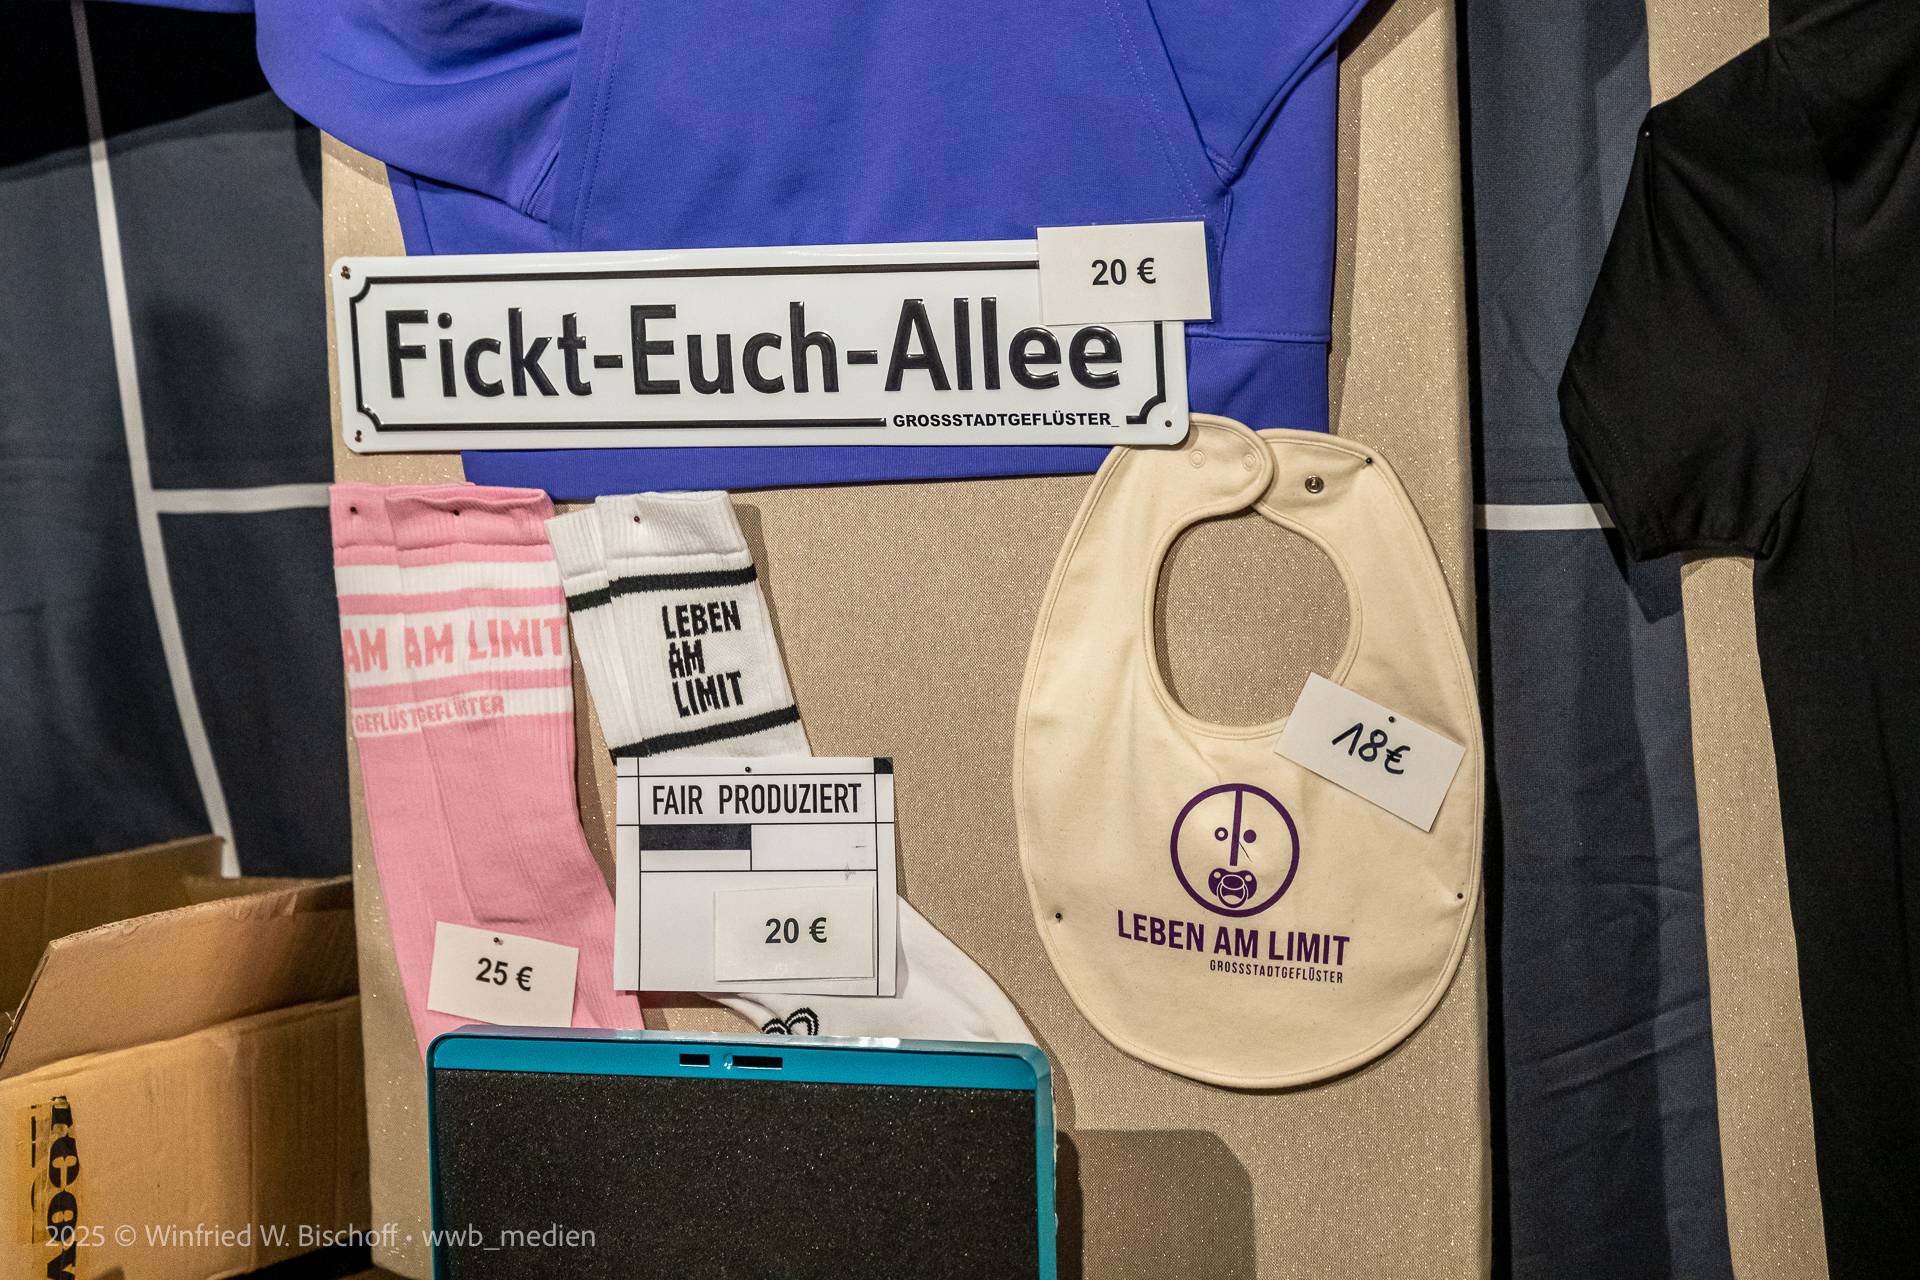 20 €
Fickt-Euch-Allee
GROSSSTADTGEFLÜSTER_
AM AM LIMIT
GEFLÜSTGEFLÜSTER
LEBEN
AM
LIMIT
FAIR PRODUZIERT
20 €
25 €
18€
LEBEN AM LIMIT
GROSSSTADTGEFLÜSTER
2025 © Winfried W. Bischoff · wwb_medien